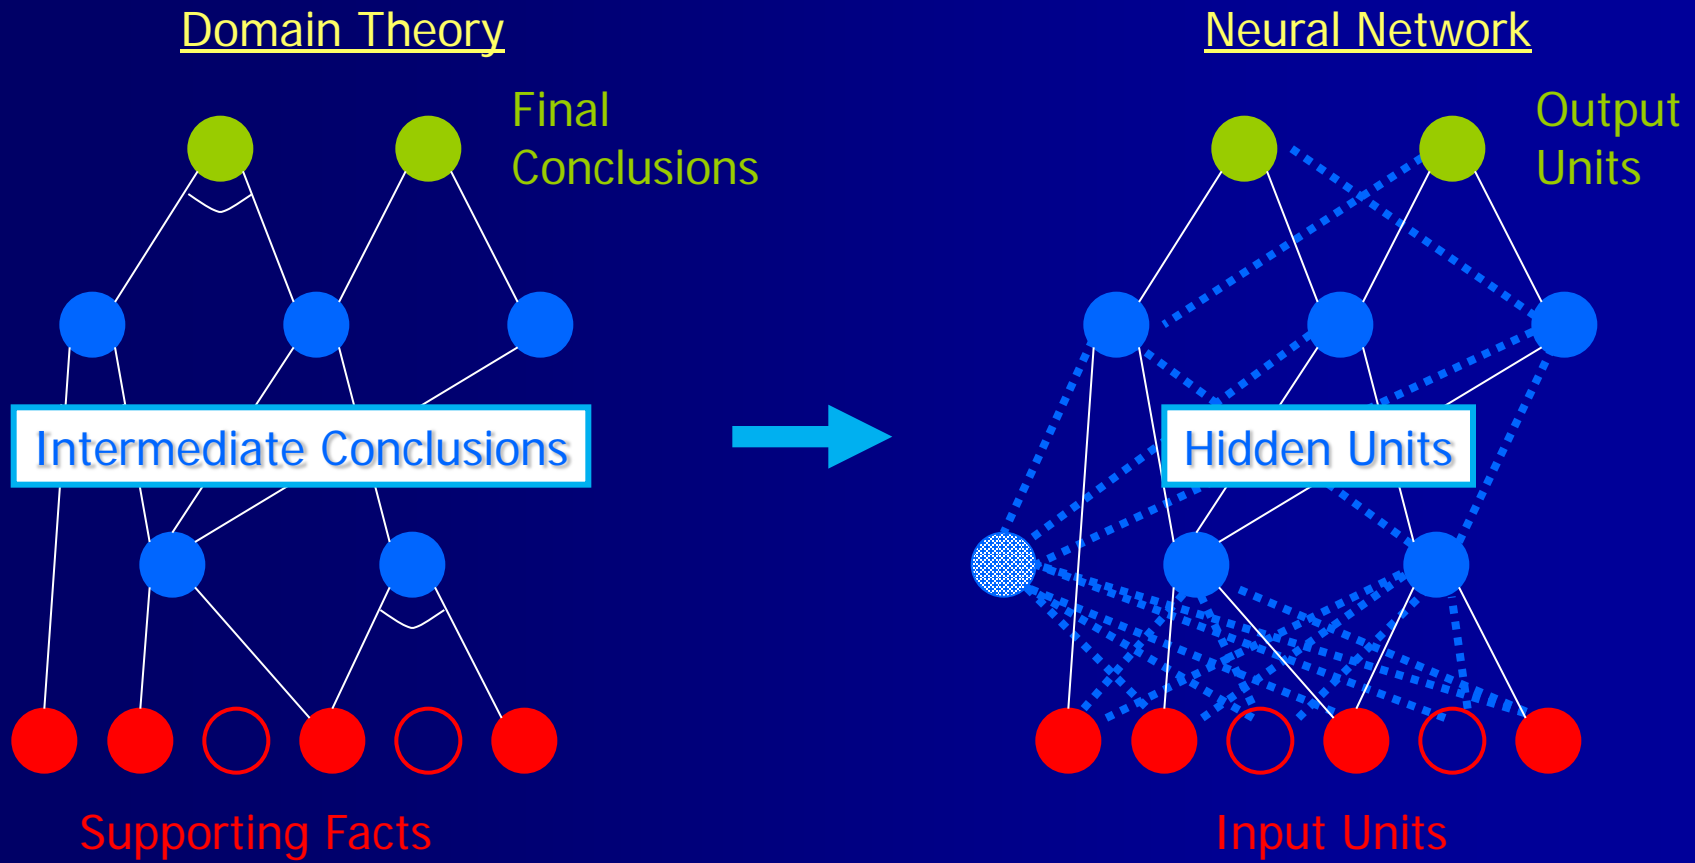 Domain Theory
Neural Network
Final
Conclusions
Output
Units
Intermediate Conclusions
Hidden Units
Supporting Facts
Input Units